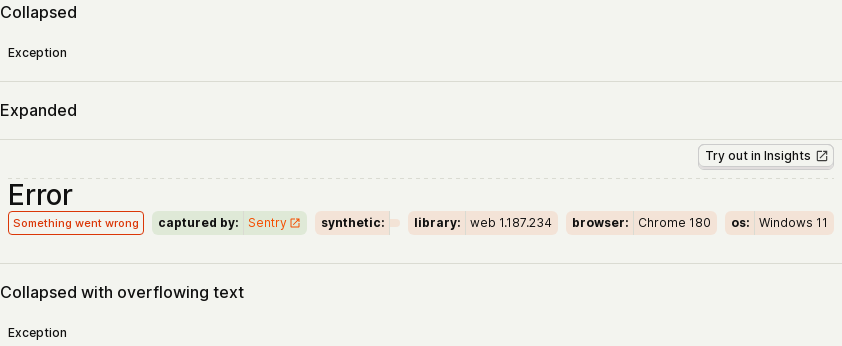 Collapsed
Exception
Expanded
Try out in Insights
Error
Something went wrong captured by: Sentry synthetic: library: web 1.187.234 browser: Chrome 180 os: Windows 11
Collapsed with overflowing text
Exception